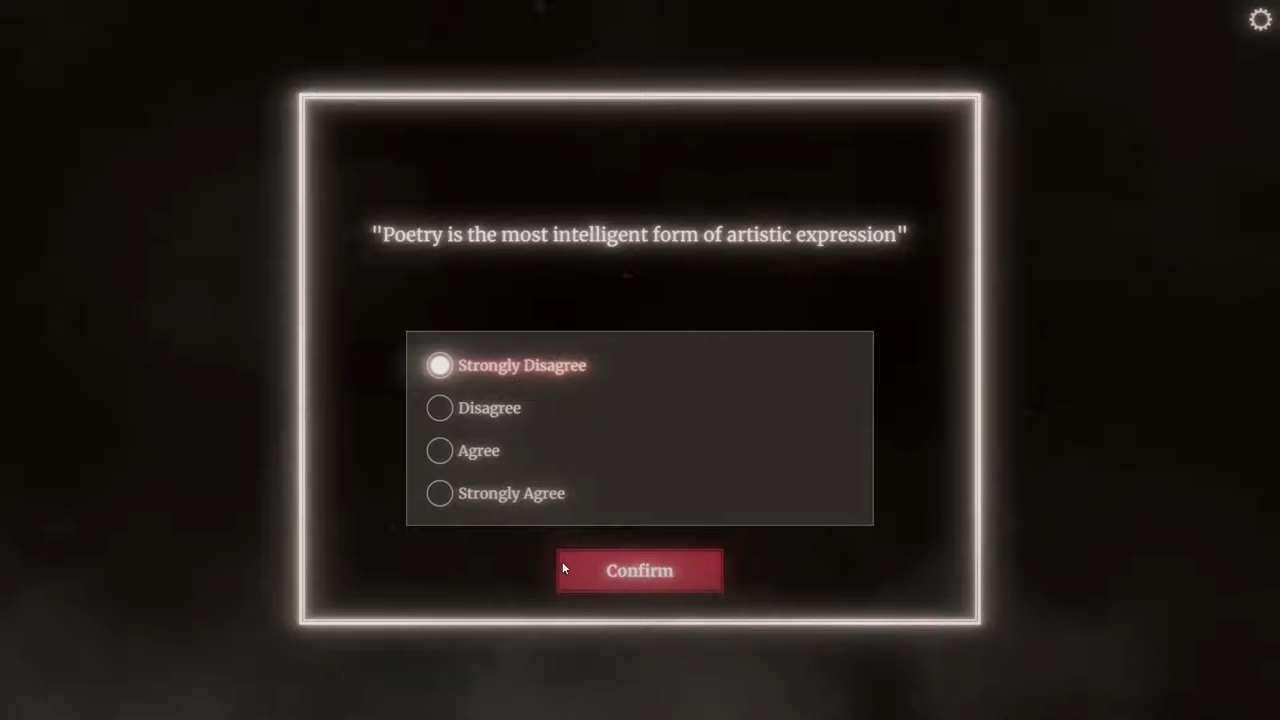 "Poetry is the most intelligent form of artistic expression"
Strongly Disagree
Disagree
Agree
Strongly Agree
Confirm